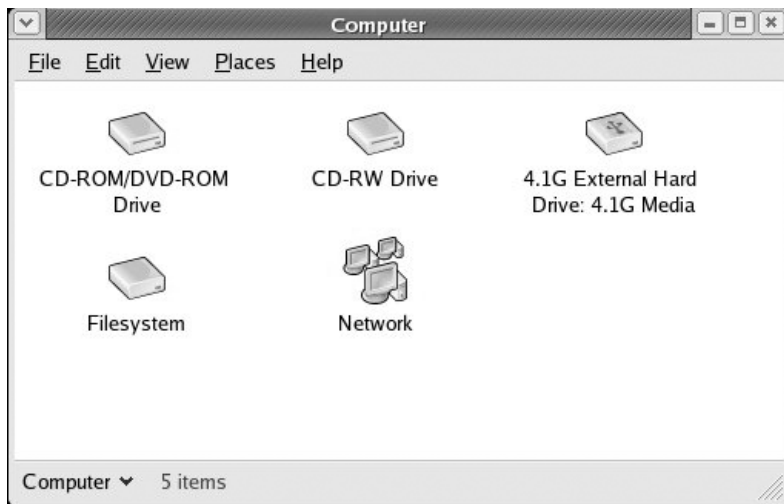 Computer
File Edit View Places Help
CD-ROM/DVD-ROM
Drive
CD-RW Drive
4.1G External Hard
Drive: 4.1G Media
Filesystem
Network
Computer 5 items